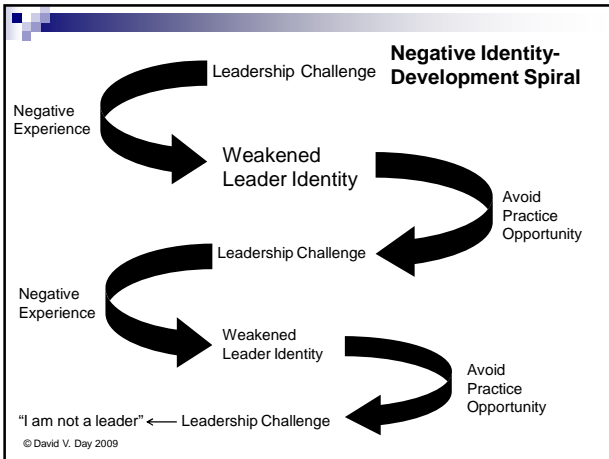 Negative Identity-
Development Spiral
Leadership Challenge
Negative
Experience
Weakened
Leader Identity
Avoid
Practice
Opportunity
Leadership Challenge
Negative
Experience
Weakened
Leader Identity
Avoid
Practice
Opportunity
Leadership Challenge
“I am not a leader”
© David V. Day 2009